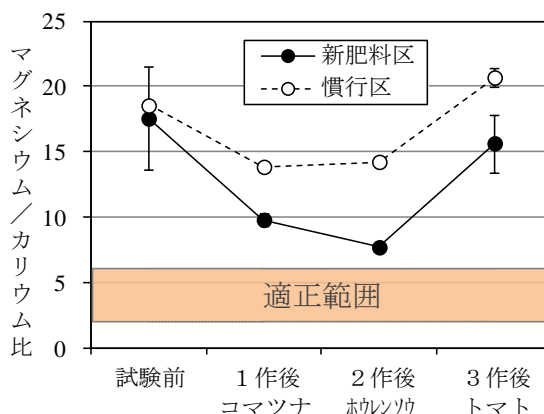 マグネシウム／カリウム比
25
20
15
10
5
0
新肥料区
慣行区
適正範囲
試験前
１作後
コマツナ
２作後
ﾎｳﾚﾝｿｳ
３作後
トマト